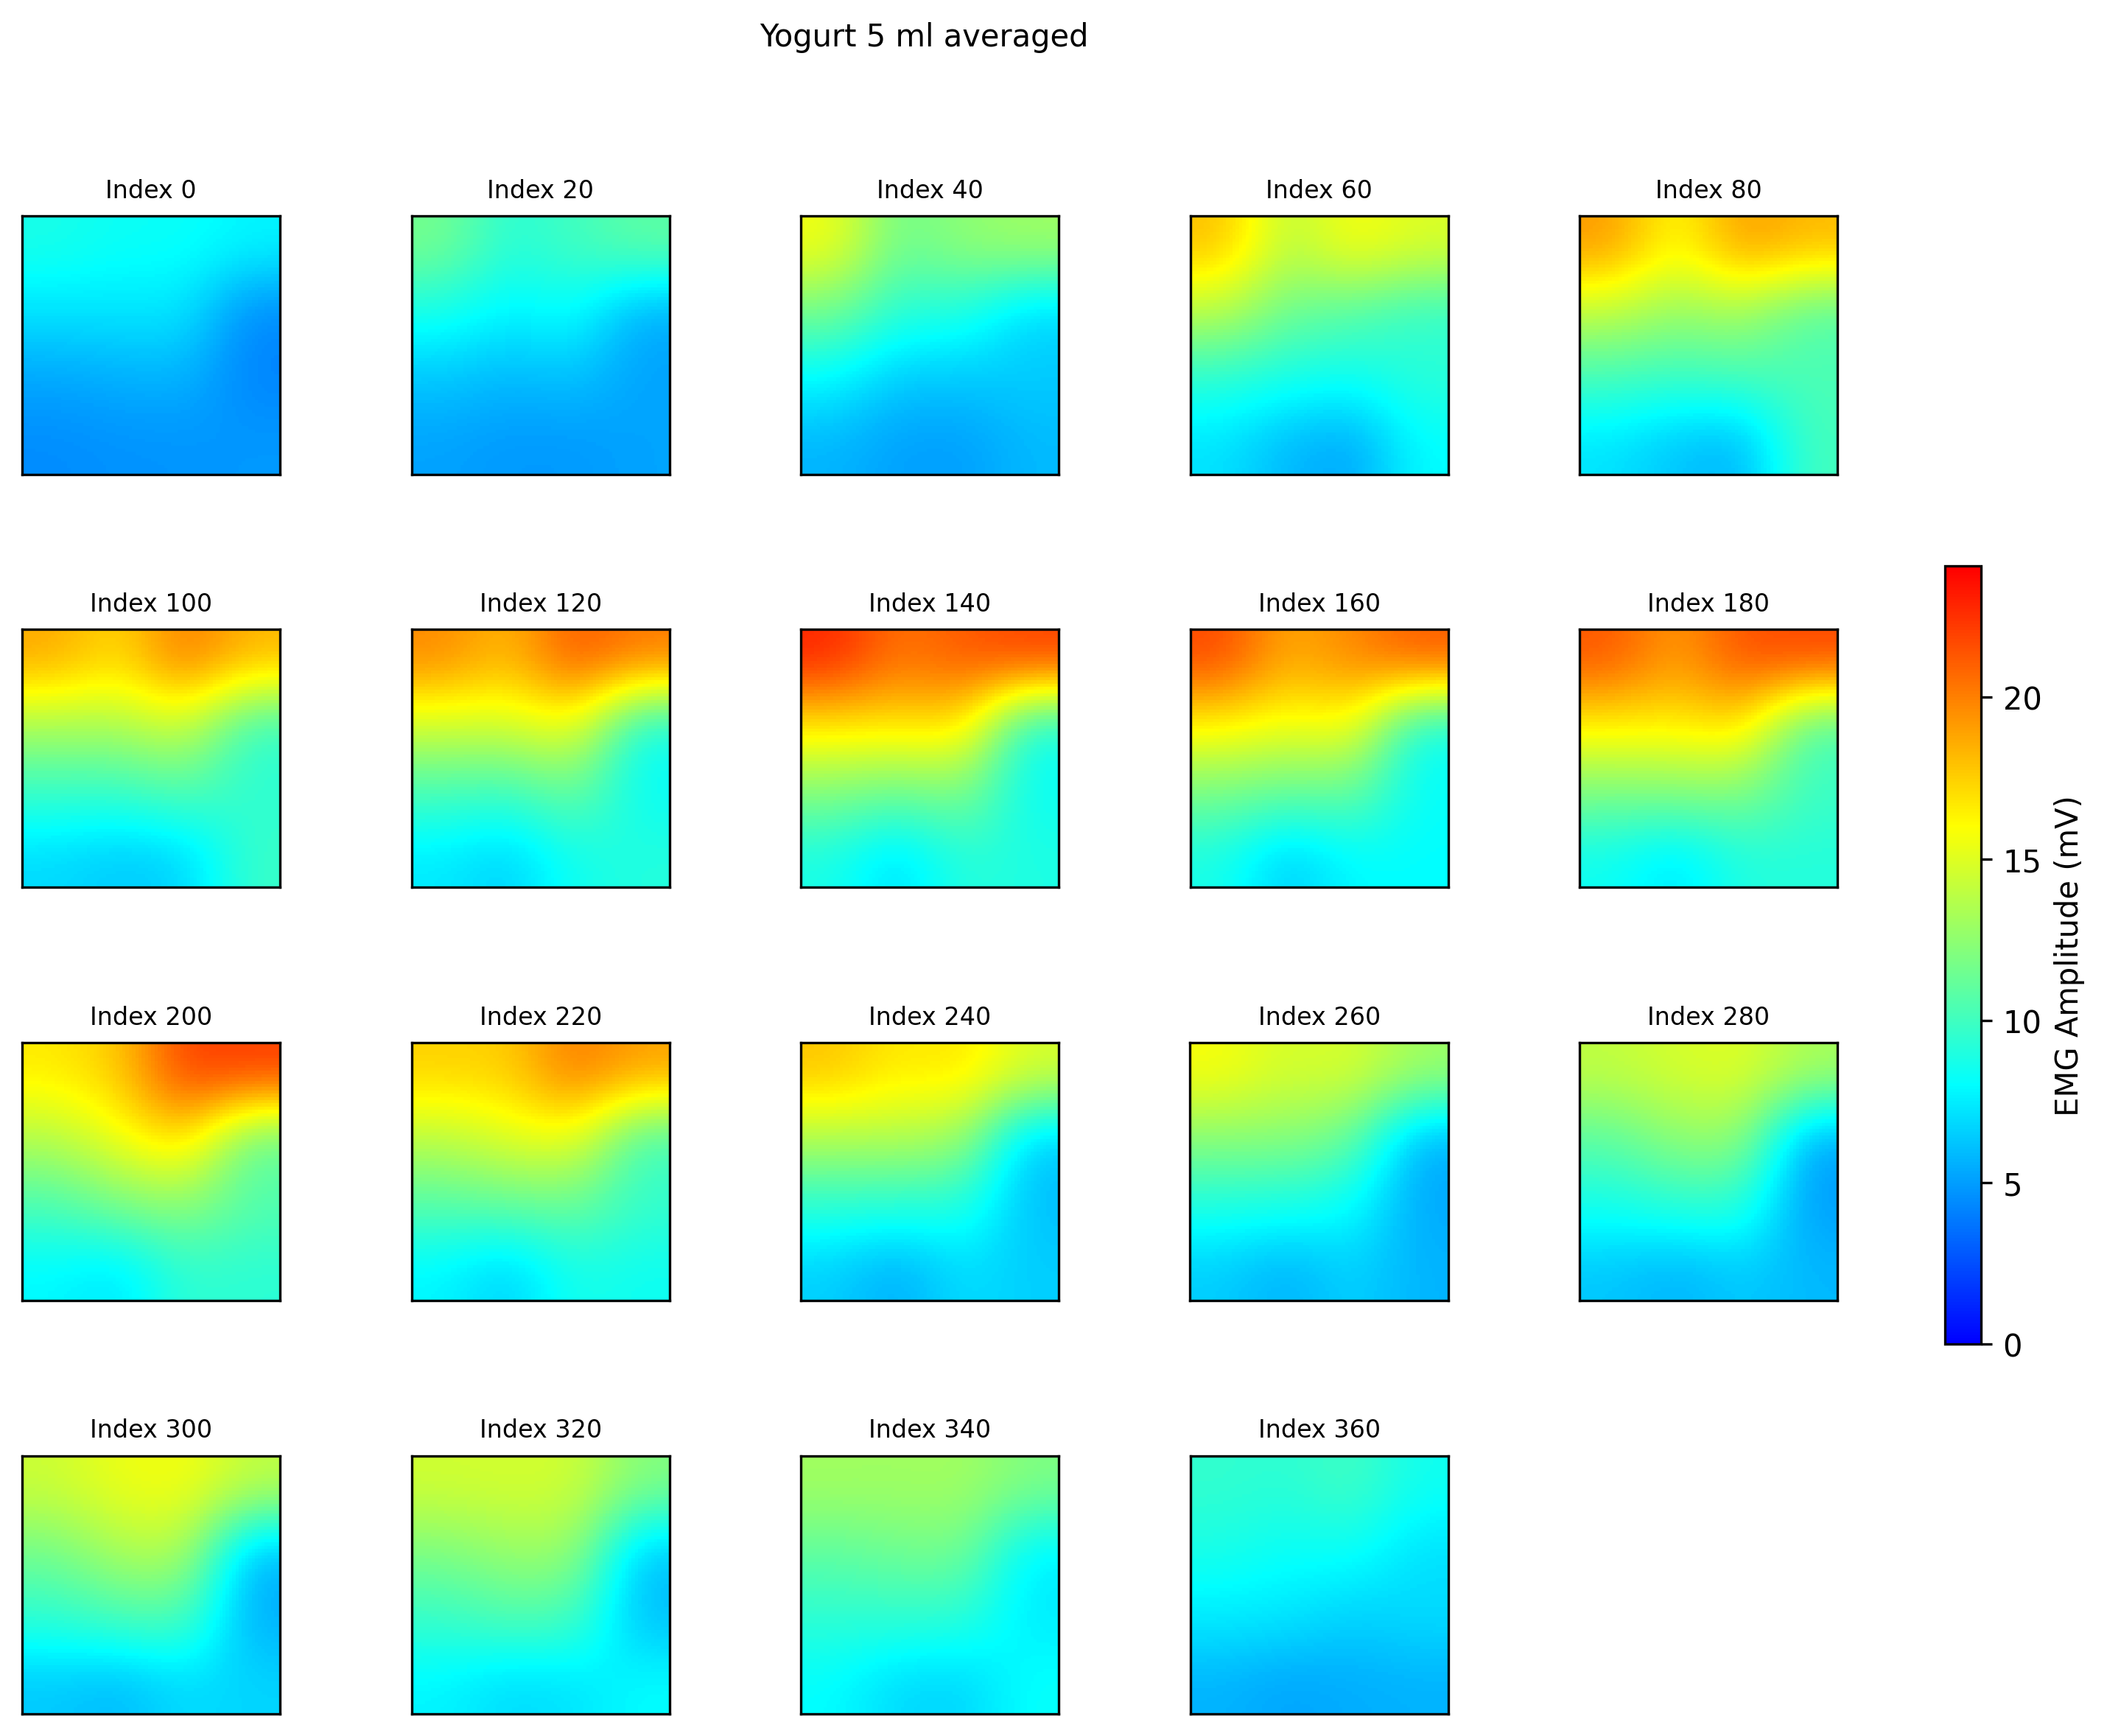 Yogurt 5 ml averaged
Index 0
Index 20
Index 40
Index 60
Index 80
Index 100
Index 120
Index 140
Index 160
Index 180
Index 200
Index 220
Index 240
Index 260
Index 280
Index 300
Index 320
Index 340
Index 360
20
15
10
5
0
EMG Amplitude (mV)